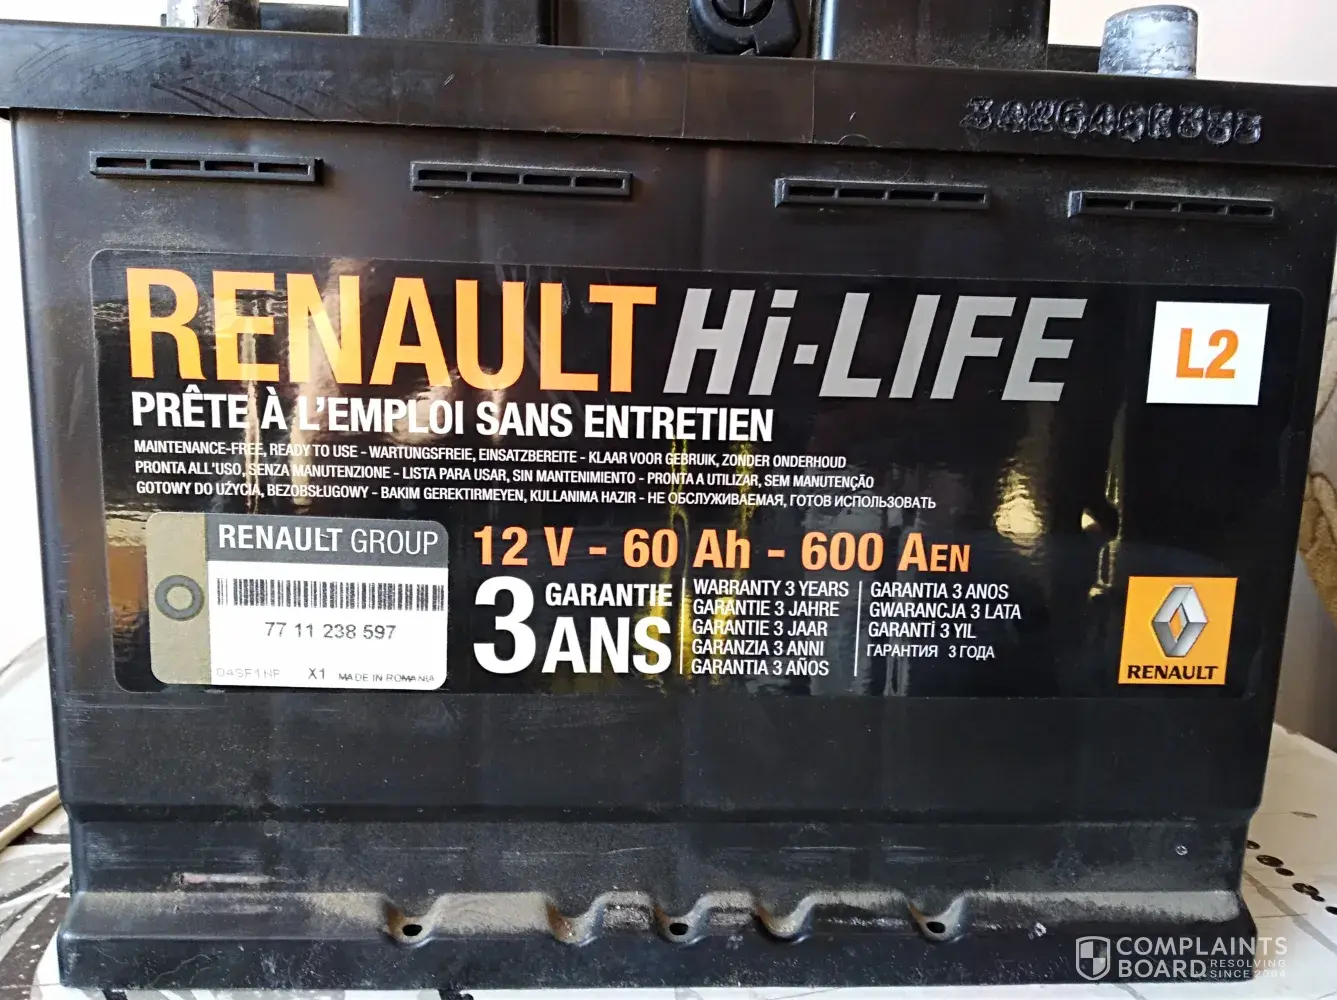 RENAULT Hi-LIFE
L2
PRÊTE À L'EMPLOI SANS ENTRETIEN
MAINTENANCE-FREE, READY TO USE - WARTUNGSFREIE, EINSATZBEREITE - KLAAR VOOR GEBRUIK, ZONDER ONDERHOUD
PRONTA ALL'USO, SENZA MANUTENZIONE - LISTA PARA USAR, SIN MANTENIMIENTO - PRONTA A UTILIZAR, SEM MANUTENÇÃO
GOTOWY DO UŻYCIA, BEZOBSŁUGOWY - BAKIM GEREKTIRMEYEN, KULLANIMA HAZIR - НЕ ОБСЛУЖИВАЕМАЯ, ГОТОВ ИСПОЛЬЗОВАТЬ
RENAULT GROUP
77 11 238 597
X1 MADE IN ROMANIA
12 V - 60 Ah - 600 AEN
3 GARANTIE
ANS
WARRANTY 3 YEARS
GARANTIE 3 JAHRE
GARANTIE 3 JAAR
GARANZIA 3 ANNI
GARANTIA 3 AÑOS
GARANTIA 3 ANOS
GWARANCJA 3 LATA
GARANTİ 3 YIL
ГАРАНТИЯ 3 ГОДА
RENAULT
COMPLAINTS
BOARD RESOLVING
SINCE 2004